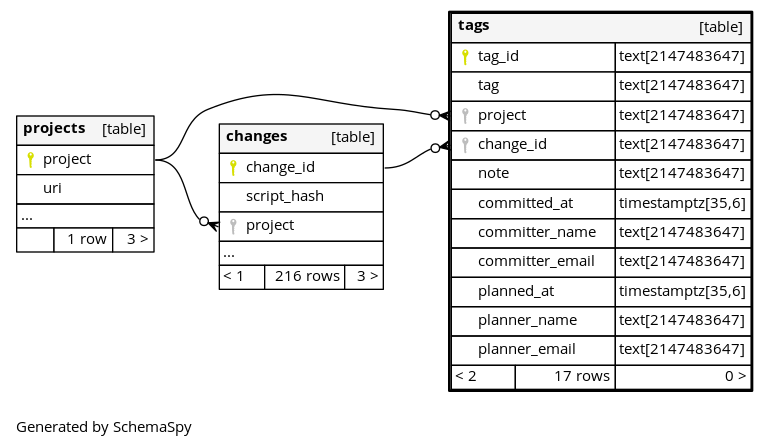 projects [table]
project
uri
...
1 row 3 >
changes [table]
change_id
script_hash
project
...
< 1 216 rows 3 >
tags [table]
tag_id text[2147483647]
tag text[2147483647]
project text[2147483647]
change_id text[2147483647]
note text[2147483647]
committed_at timestamptz[35,6]
committer_name text[2147483647]
committer_email text[2147483647]
planned_at timestamptz[35,6]
planner_name text[2147483647]
planner_email text[2147483647]
< 2 17 rows 0 >
Generated by SchemaSpy